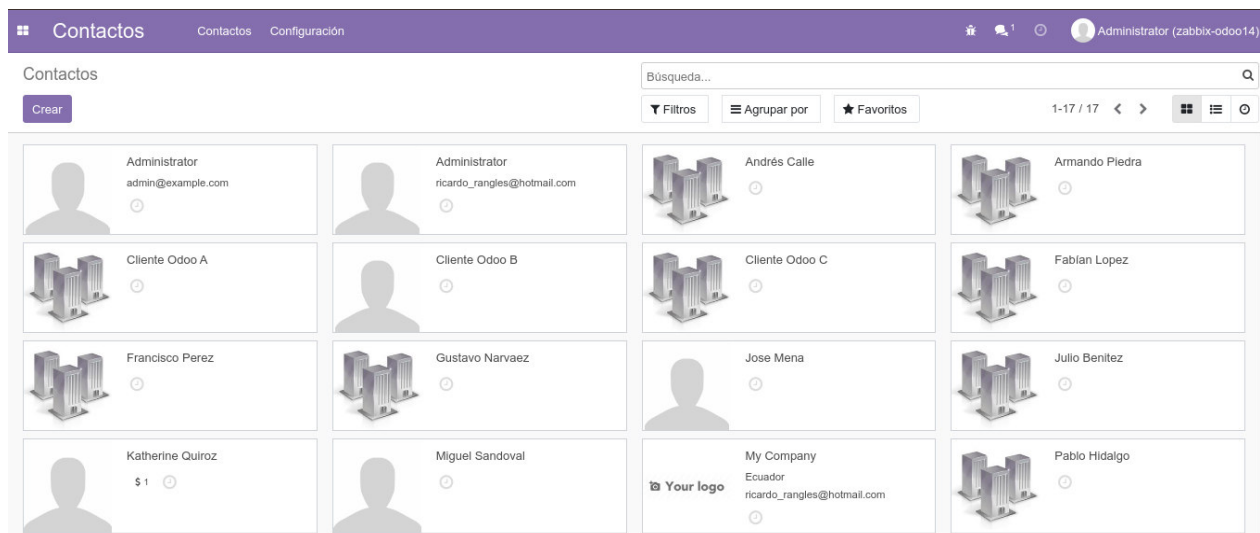 Contactos Contactos Configuración 1 Administrator (zabbix-odoo14)
Contactos
Búsqueda...
Crear
Filtros Agrupar por Favoritos 1-17 / 17
Administrator
admin@example.com
Administrator
ricardo_rangles@hotmail.com
Andrés Calle
Armando Piedra
Cliente Odoo A
Cliente Odoo B
Cliente Odoo C
Fabían Lopez
Francisco Perez
Gustavo Narvaez
Jose Mena
Julio Benitez
Katherine Quiroz
$ 1
Miguel Sandoval
Your logo
My Company
Ecuador
ricardo_rangles@hotmail.com
Pablo Hidalgo